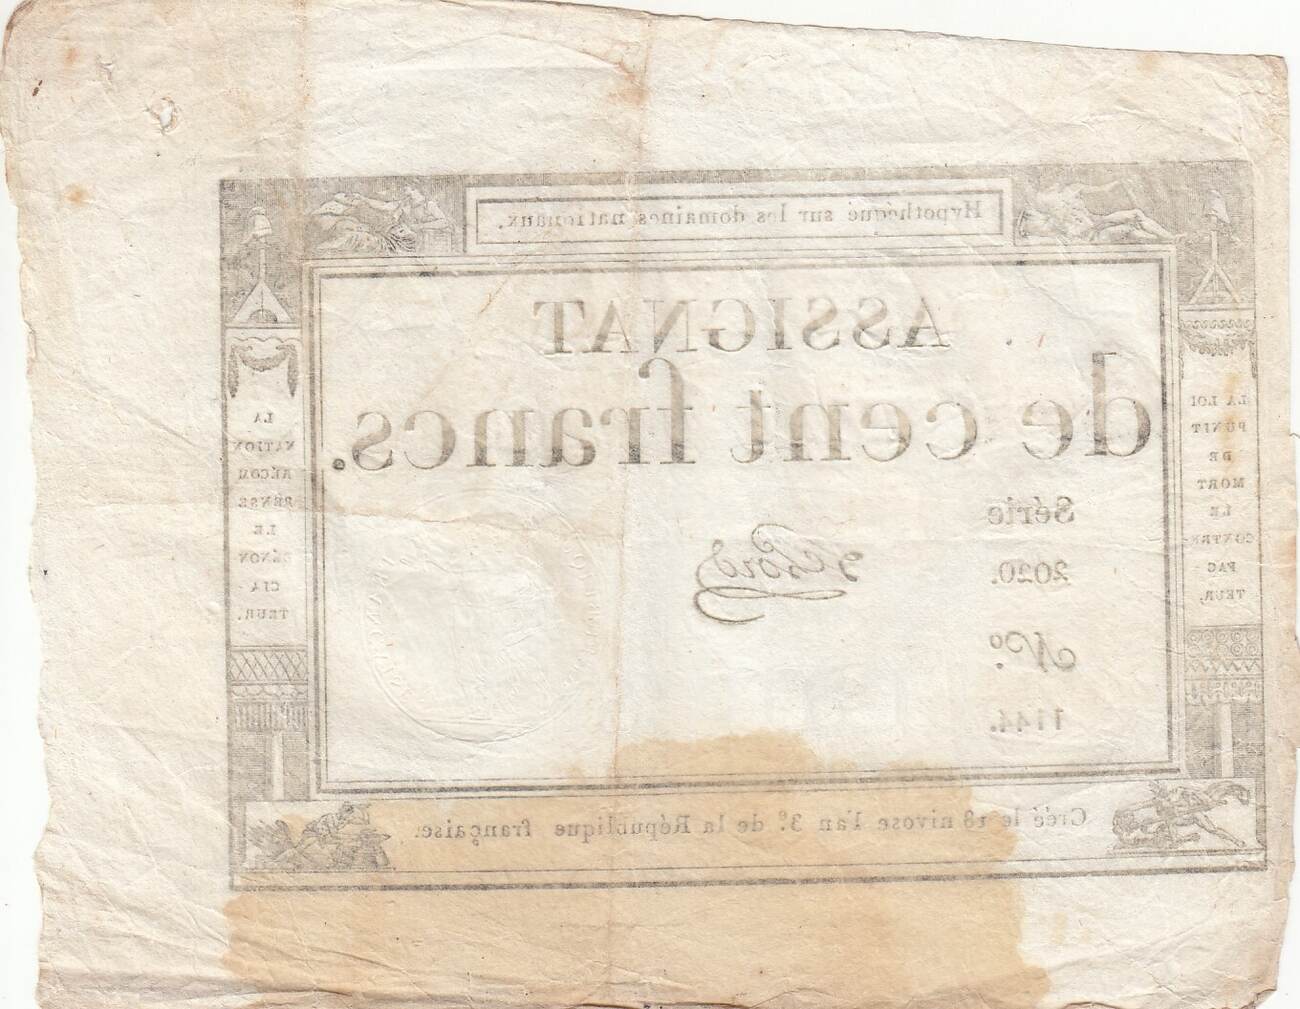 Hypothéqué sur les domaines nationaux.
ASSIGNAT
de cent francs.
Série
2020.
Nº.
1144.
LA LOI
PUNIT
DE
MORT
LE
CONTRE-
FAC-
TEUR.
LA
NATION
RÉCOM
PENSE
LE
DÉNON
CIA-
TEUR.
Créé le 18 nivose l'an 3.e de la République française.